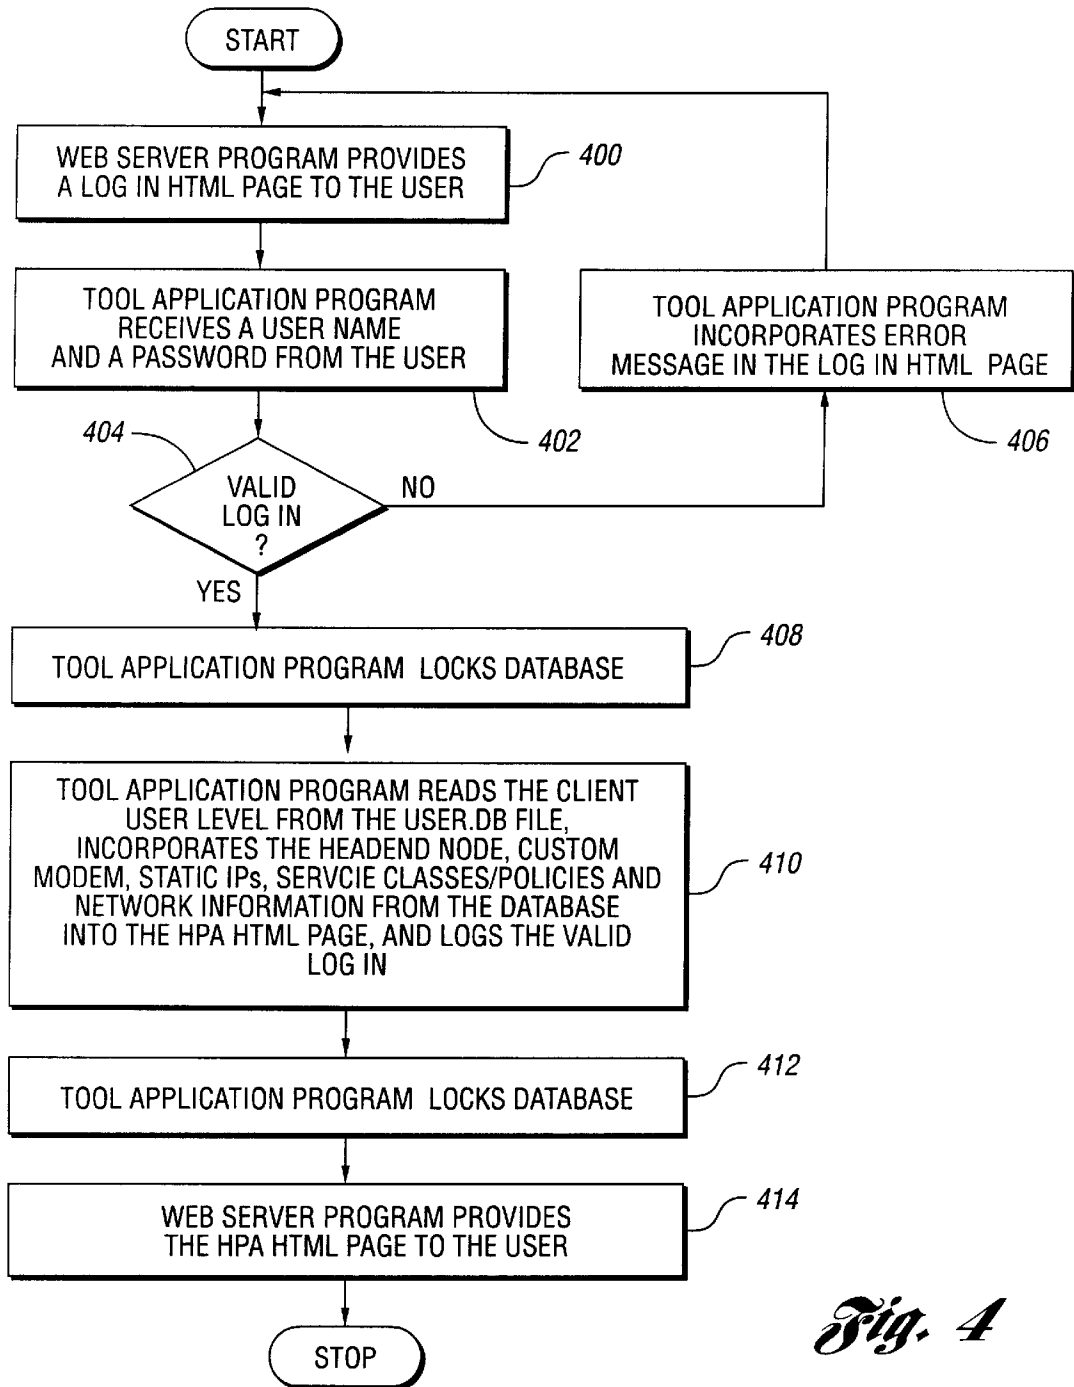 START
WEB SERVER PROGRAM PROVIDES
A LOG IN HTML PAGE TO THE USER
400
TOOL APPLICATION PROGRAM
RECEIVES A USER NAME
AND A PASSWORD FROM THE USER
402
TOOL APPLICATION PROGRAM
INCORPORATES ERROR
MESSAGE IN THE LOG IN HTML PAGE
406
404
VALID
LOG IN
?
NO
YES
TOOL APPLICATION PROGRAM LOCKS DATABASE
408
TOOL APPLICATION PROGRAM READS THE CLIENT
USER LEVEL FROM THE USER.DB FILE,
INCORPORATES THE HEADEND NODE, CUSTOM
MODEM, STATIC IPs, SERVCIE CLASSES/POLICIES AND
NETWORK INFORMATION FROM THE DATABASE
INTO THE HPA HTML PAGE, AND LOGS THE VALID
LOG IN
410
TOOL APPLICATION PROGRAM LOCKS DATABASE
412
WEB SERVER PROGRAM PROVIDES
THE HPA HTML PAGE TO THE USER
414
STOP
Fig. 4